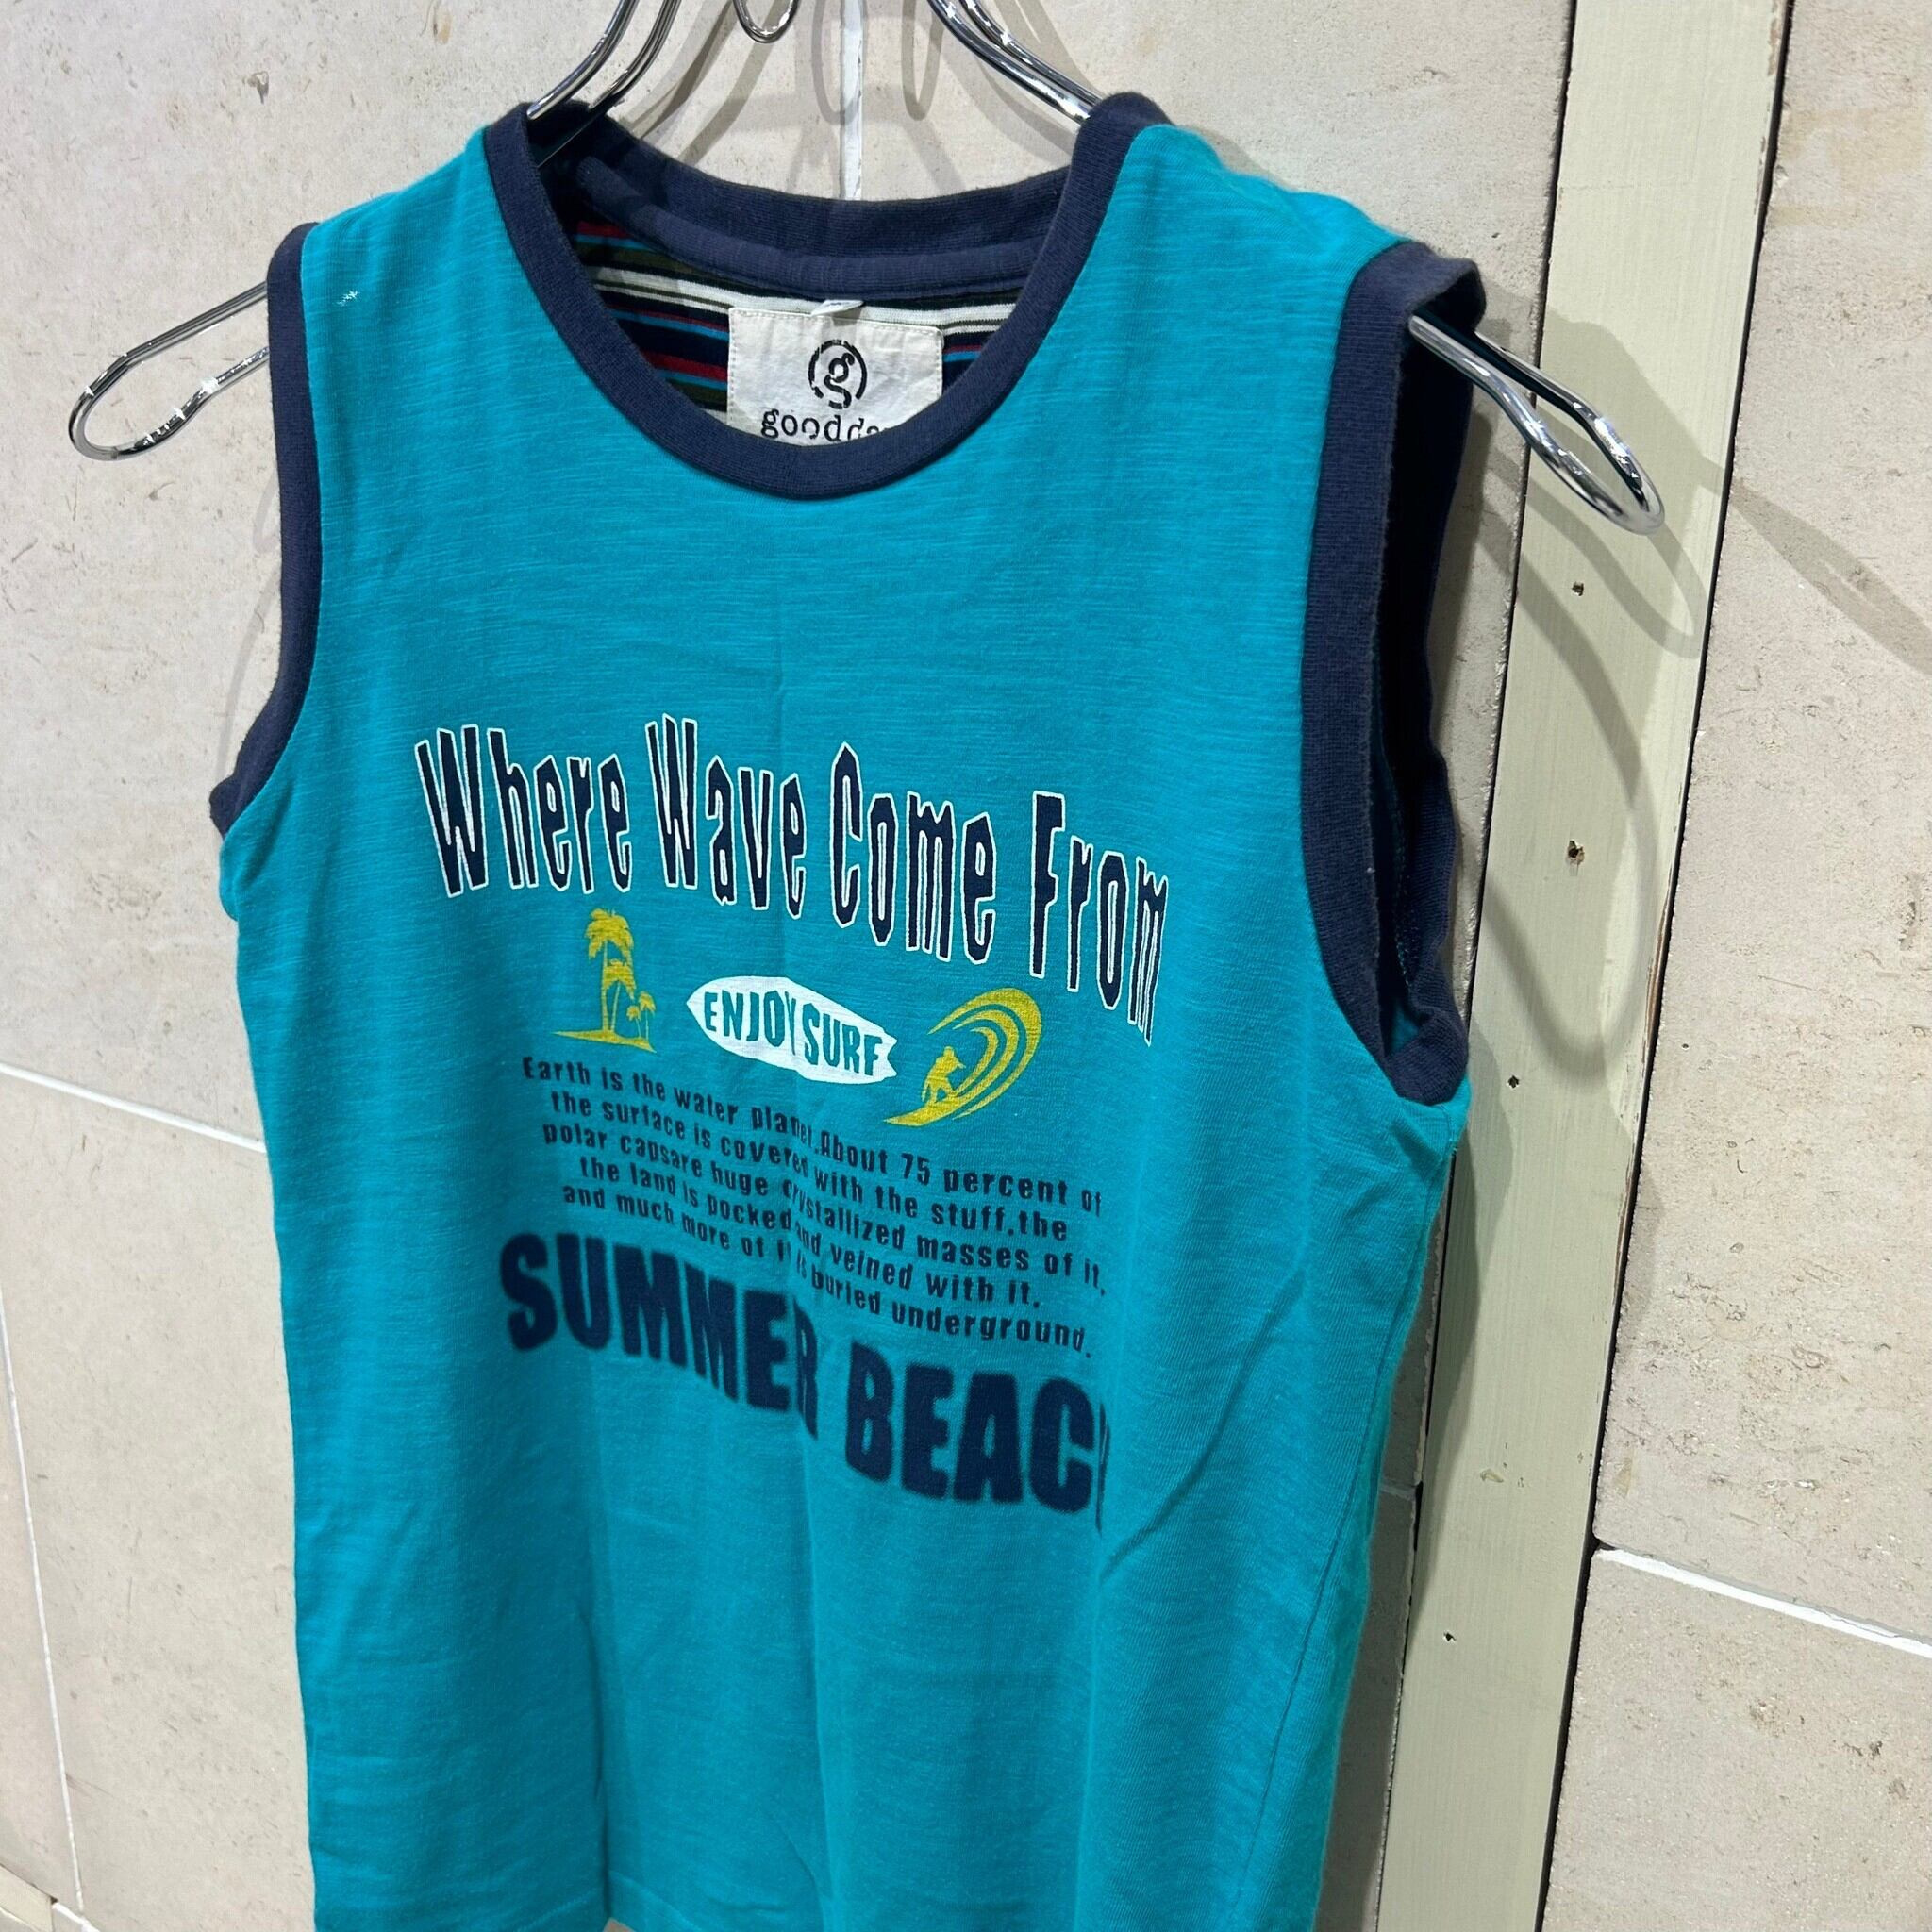 g
good da
Where Wave Come From
ENJOY SURF
Earth is the water planet.About 75 percent of
the surface is covered with the stuff,the
polar capsare huge crystallized masses of it,
the land is pocked and veined with it,
and much more of it is buried underground.
SUMMER BEACH